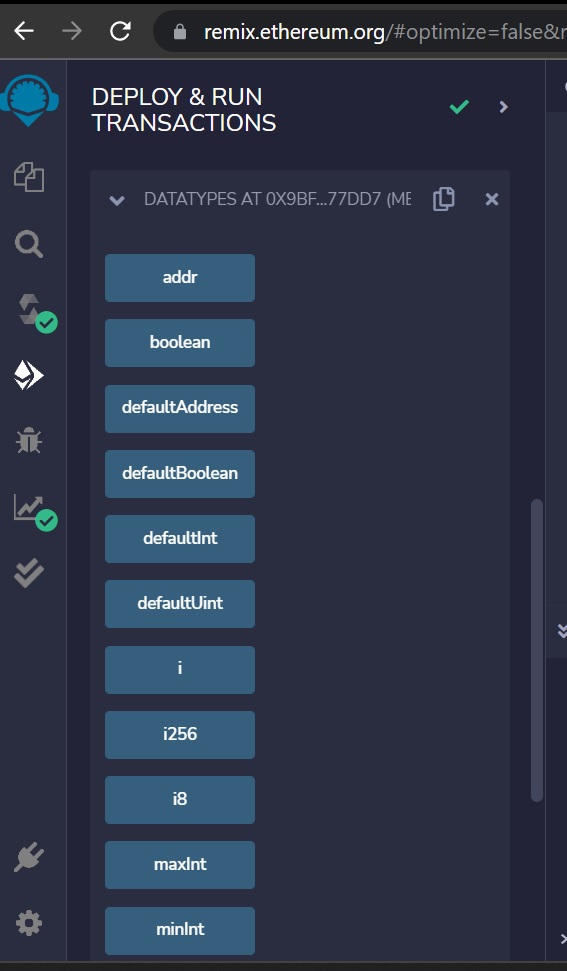 remix.ethereum.org/#optimize=false&r
DEPLOY & RUN
TRANSACTIONS
DATATYPES AT 0X9BF...77DD7 (ME
addr
boolean
defaultAddress
defaultBoolean
defaultInt
defaultUint
i
i256
i8
maxInt
minInt